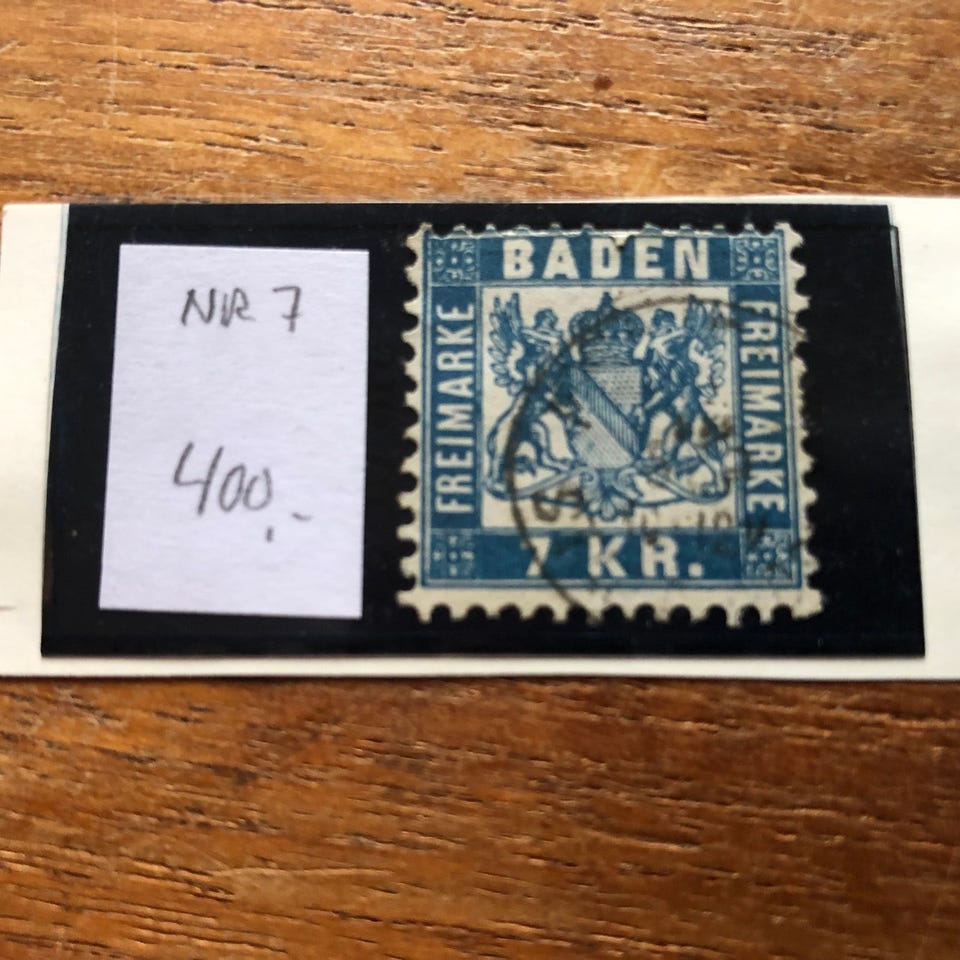 NR 7
400,-
BADEN
FREIMARKE
FREIMARKE
7 KR.